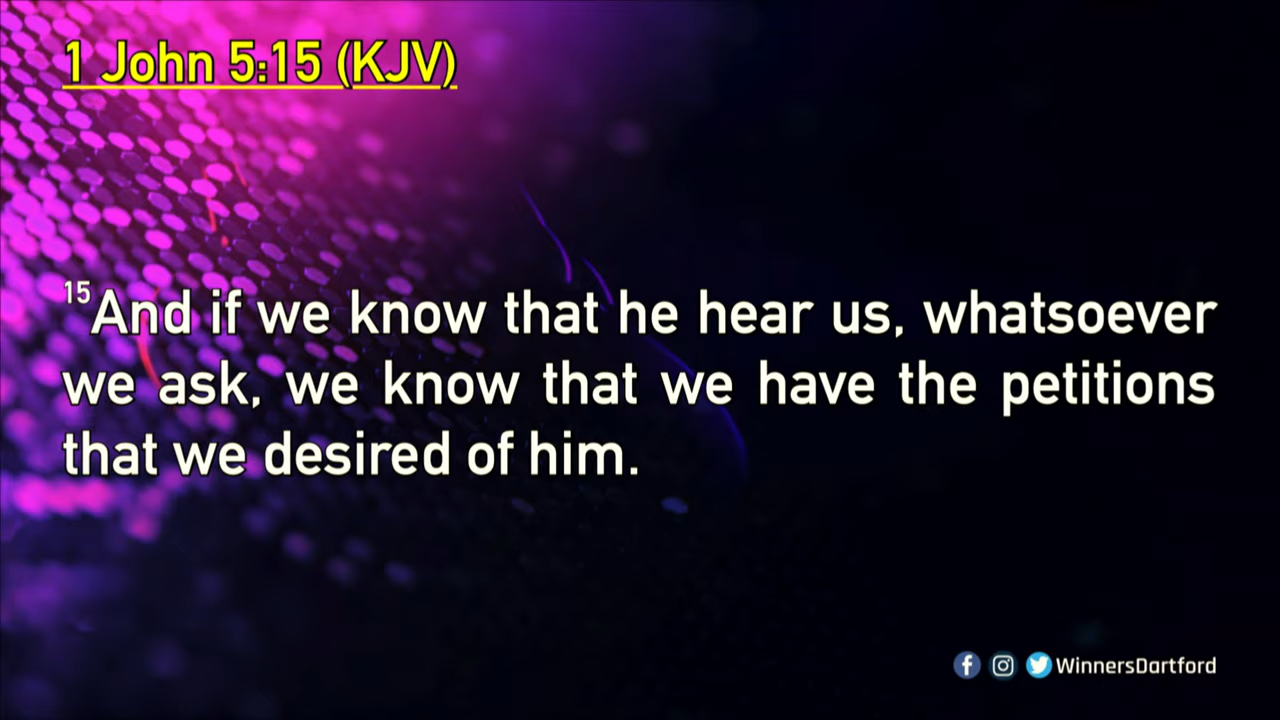 1 John 5:15 (KJV)
15And if we know that he hear us, whatsoever
we ask, we know that we have the petitions
that we desired of him.
WinnersDartford